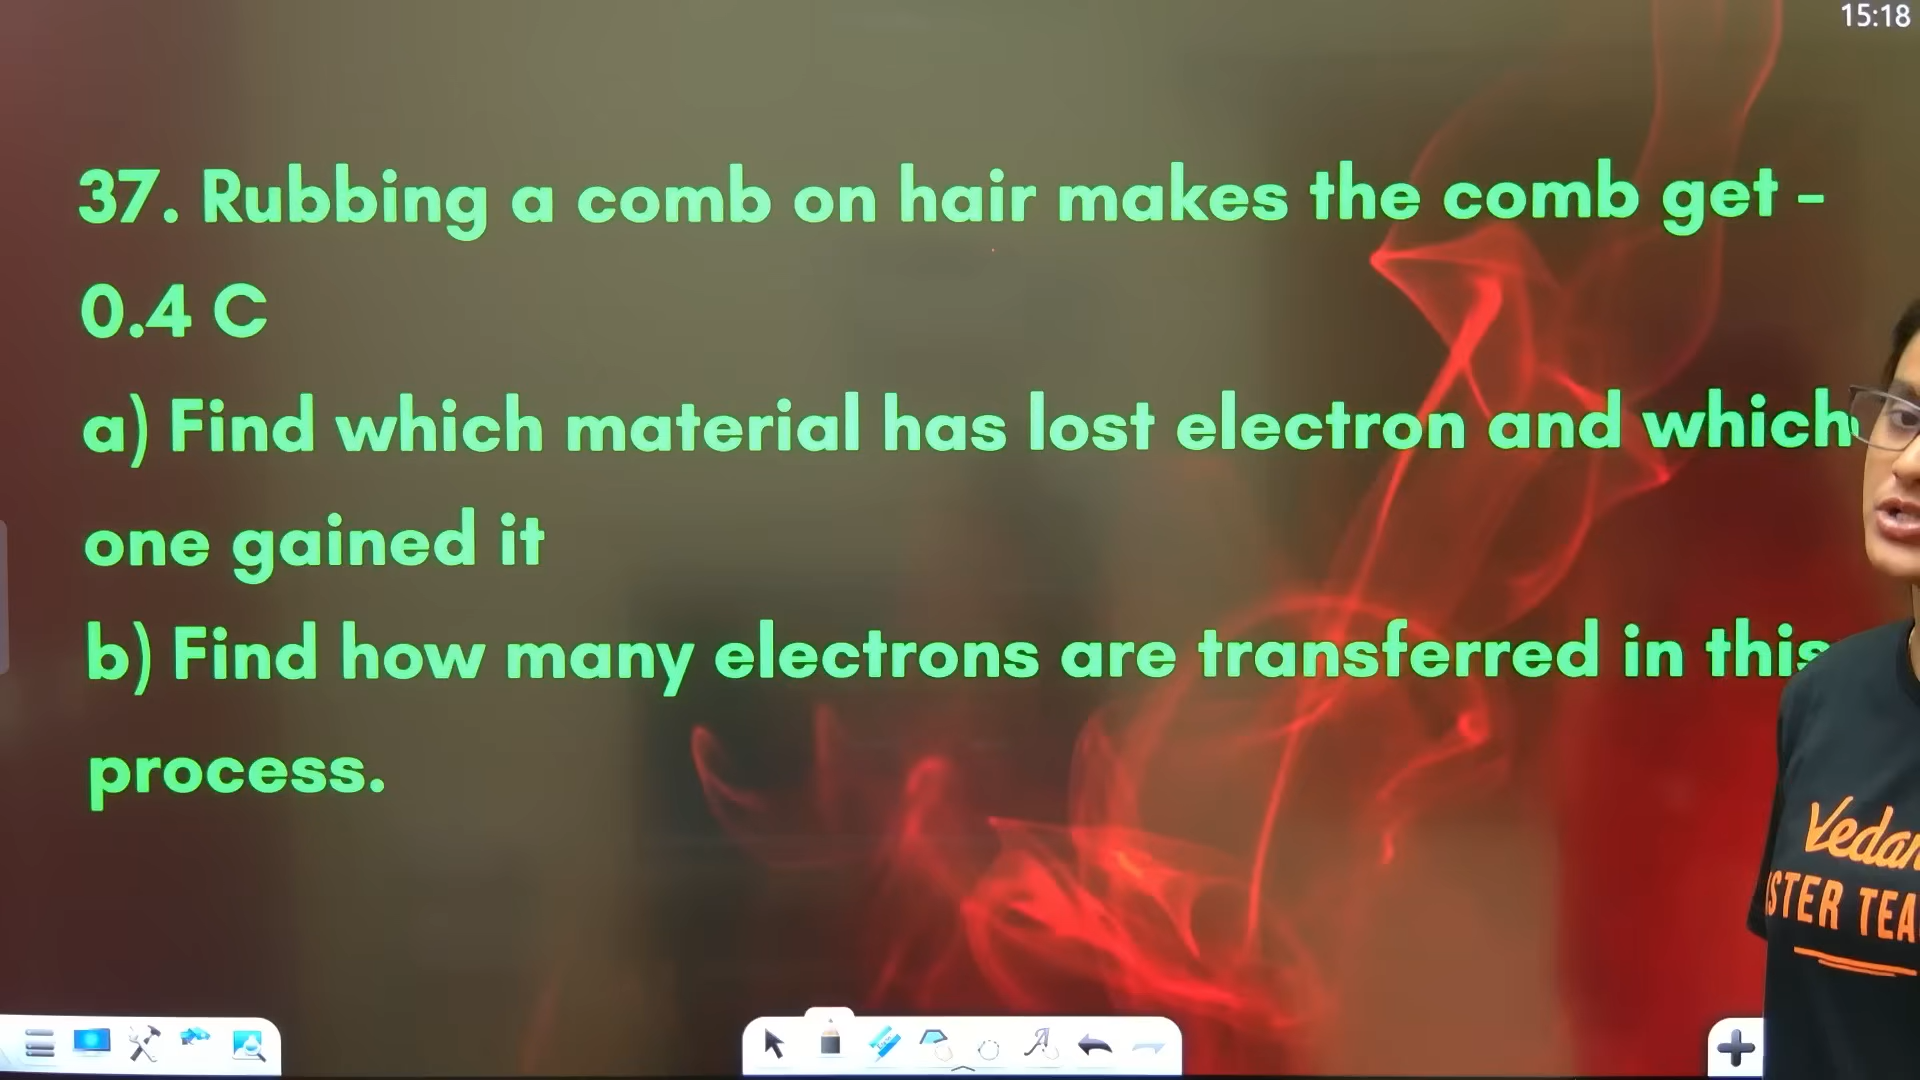 15:18
37. Rubbing a comb on hair makes the comb get -
0.4 C
a) Find which material has lost electron and which
one gained it
b) Find how many electrons are transferred in this
process.